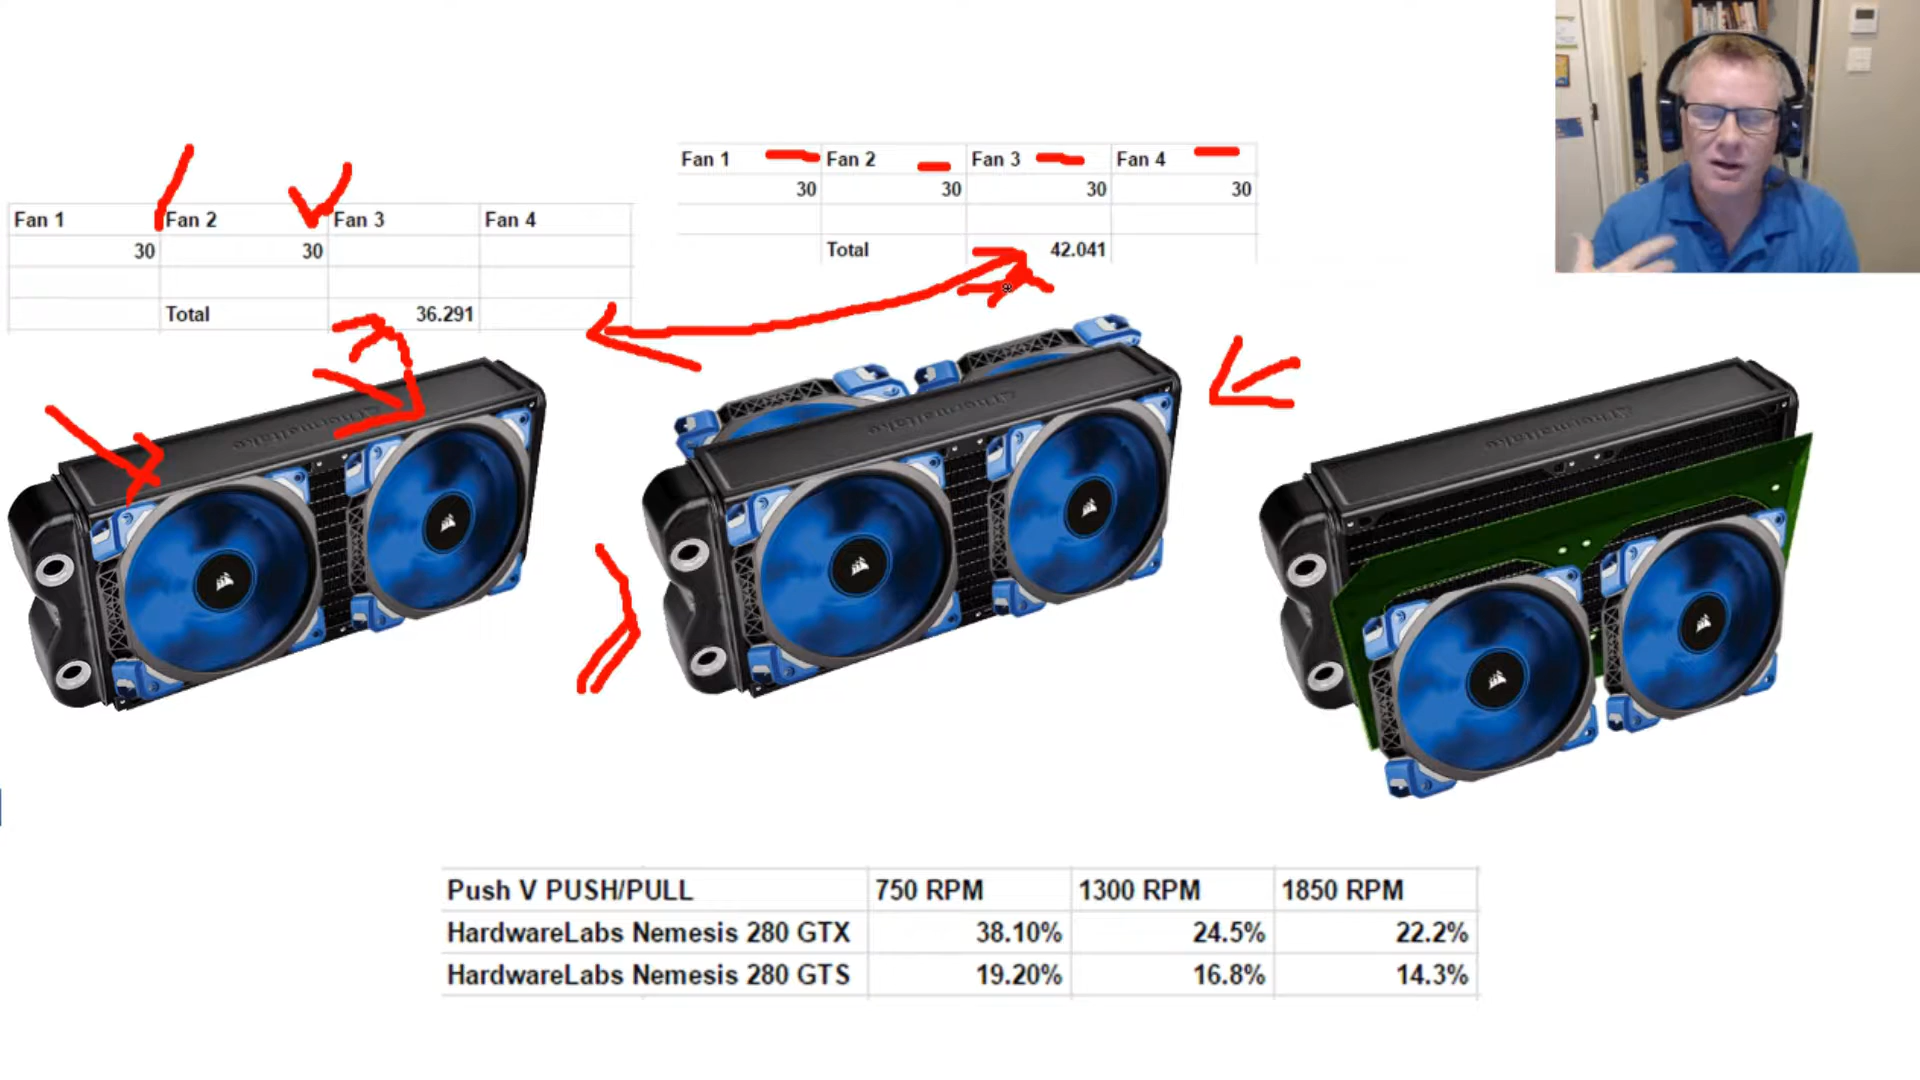 Fan 1 Fan 2 Fan 3 Fan 4
30 30
Total 36.291
Fan 1 Fan 2 Fan 3 Fan 4
30 30 30 30
Total 42.041
Thermaltake
Thermaltake
Thermaltake
Push V PUSH/PULL 750 RPM 1300 RPM 1850 RPM
HardwareLabs Nemesis 280 GTX 38.10% 24.5% 22.2%
HardwareLabs Nemesis 280 GTS 19.20% 16.8% 14.3%